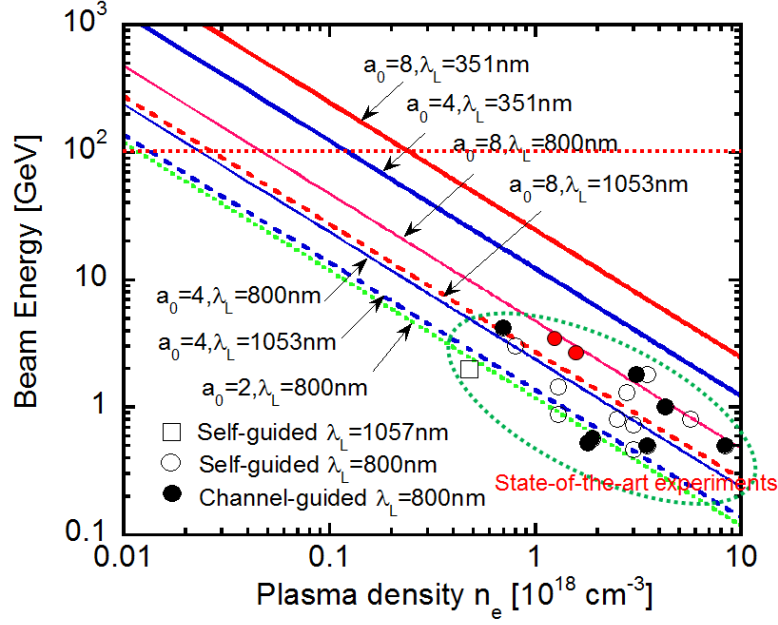 10³
10²
10
1
0.1
Beam Energy [GeV]
a₀=8,λL=351nm
a₀=4,λL=351nm
a₀=8,λL=800nm
a₀=8,λL=1053nm
a₀=4,λL=800nm
a₀=4,λL=1053nm
a₀=2,λL=800nm
Self-guided λL=1057nm
Self-guided λL=800nm
Channel-guided λL=800nm
State-of-the-art experiments
0.01 0.1 1 10
Plasma density nₑ [10¹⁸ cm⁻³]